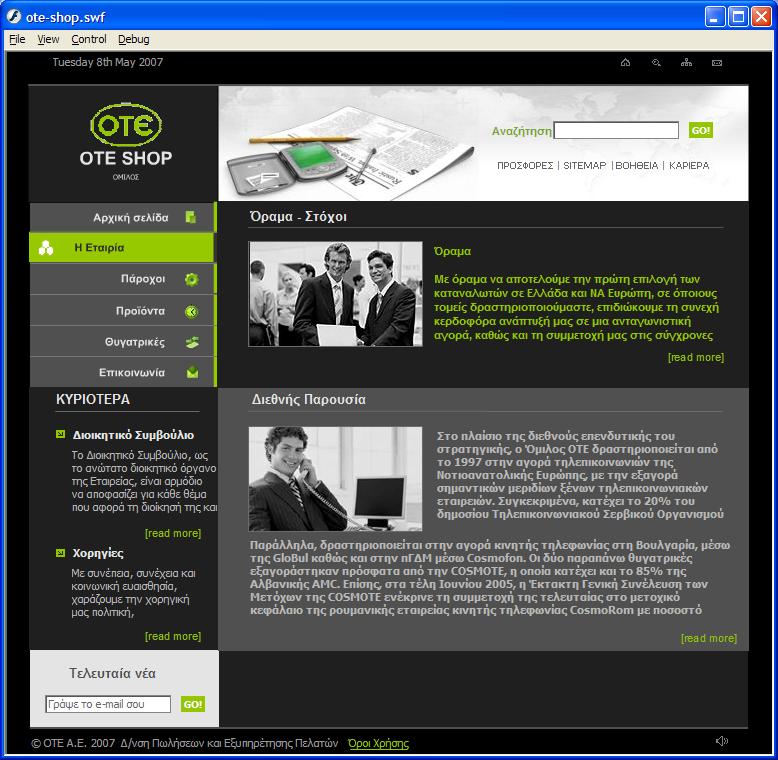 ote-shop.swf
File View Control Debug
Tuesday 8th May 2007
OTE
OTE SHOP
ΟΜΙΛΟΣ
Αναζήτηση
GO!
ΠΡΟΣΦΟΡΕΣ | SITEMAP | ΒΟΗΘΕΙΑ | ΚΑΡΙΕΡΑ
Αρχική σελίδα
Η Εταιρία
Πάροχοι
Προϊόντα
Θυγατρικές
Επικοινωνία
Όραμα - Στόχοι
Όραμα
Με όραμα να αποτελούμε την πρώτη επιλογή των
καταναλωτών σε Ελλάδα και ΝΑ Ευρώπη, σε όποιους
τομείς δραστηριοποιούμαστε, επιδιώκουμε τη συνεχή
κερδοφόρα ανάπτυξή μας σε μια ανταγωνιστική
αγορά, καθώς και τη συμμετοχή μας στις σύγχρονες
[read more]
ΚΥΡΙΟΤΕΡΑ
Διοικητικό Συμβούλιο
Το Διοικητικό Συμβούλιο, ως
το ανώτατο διοικητικό όργανο
της Εταιρείας, είναι αρμόδιο
να αποφασίζει για κάθε θέμα
που αφορά τη διοίκησή της και
[read more]
Χορηγίες
Με συνέπεια, συνέχεια και
κοινωνική ευαισθησία,
χαράζουμε την χορηγική
μας πολιτική,
[read more]
Διεθνής Παρουσία
Στο πλαίσιο της διεθνούς επενδυτικής του
στρατηγικής, ο Όμιλος ΟΤΕ δραστηριοποιείται από
το 1997 στην αγορά τηλεπικοινωνιών της
Νοτιοανατολικής Ευρώπης, με την εξαγορά
σημαντικών μεριδίων ξένων τηλεπικοινωνιακών
εταιρειών. Συγκεκριμένα, κατέχει το 20% του
δημοσίου Τηλεπικοινωνιακού Σερβικού Οργανισμού
Παράλληλα, δραστηριοποιείται στην αγορά κινητής τηλεφωνίας στη Βουλγαρία, μέσω
της GloBul καθώς και στην πΓΔΜ μέσω Cosmofon. Οι δύο παραπάνω θυγατρικές
εξαγοράστηκαν πρόσφατα από την COSMOTE, η οποία κατέχει και το 85% της
Αλβανικής AMC. Επίσης, στα τέλη Ιουνίου 2005, η Έκτακτη Γενική Συνέλευση των
Μετόχων της COSMOTE ενέκρινε τη συμμετοχή της τελευταίας στο μετοχικό
κεφάλαιο της ρουμανικής εταιρείας κινητής τηλεφωνίας CosmoRom με ποσοστό
[read more]
Τελευταία νέα
Γράψε το e-mail σου
GO!
© ΟΤΕ Α.Ε. 2007 Δ/νση Πωλήσεων και Εξυπηρέτησης Πελατών Όροι Χρήσης